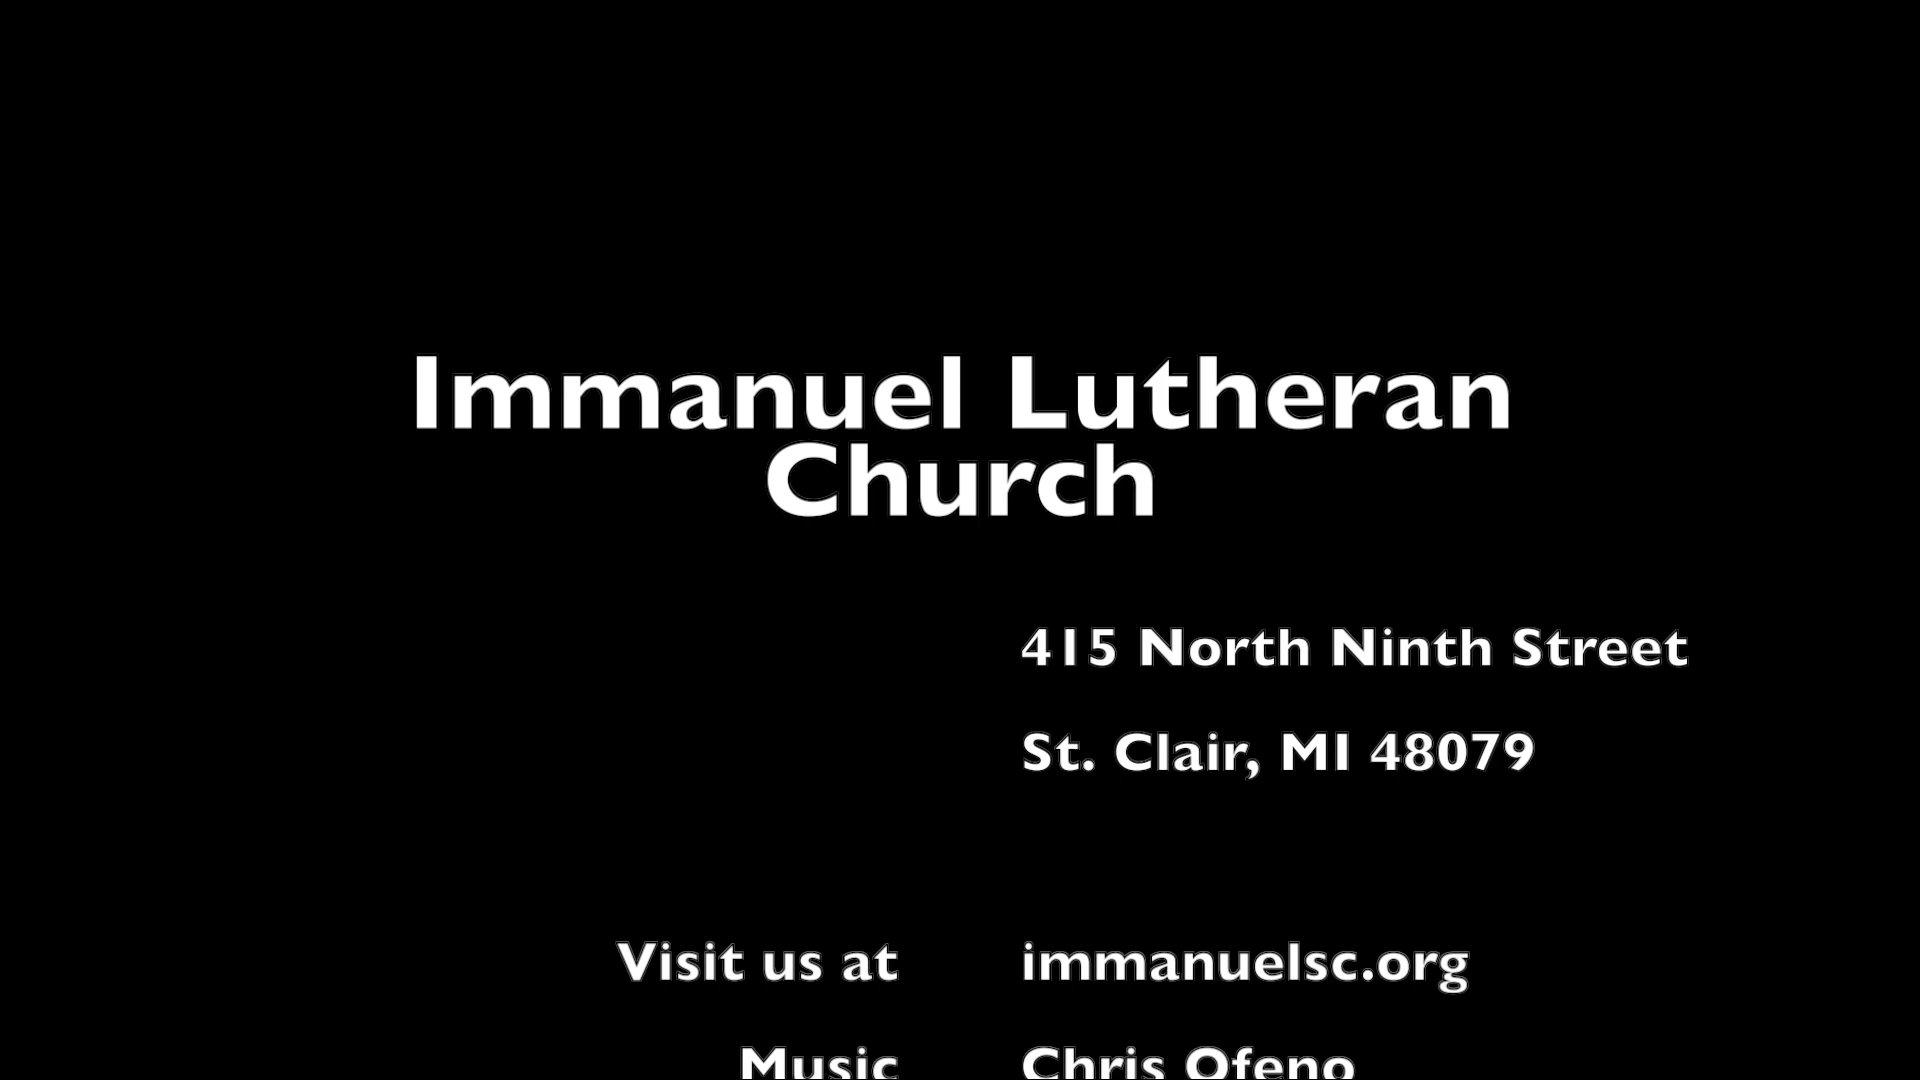 Immanuel Lutheran
Church
415 North Ninth Street
St. Clair, MI 48079
Visit us at immanuelsc.org
Music Chris Ofeno